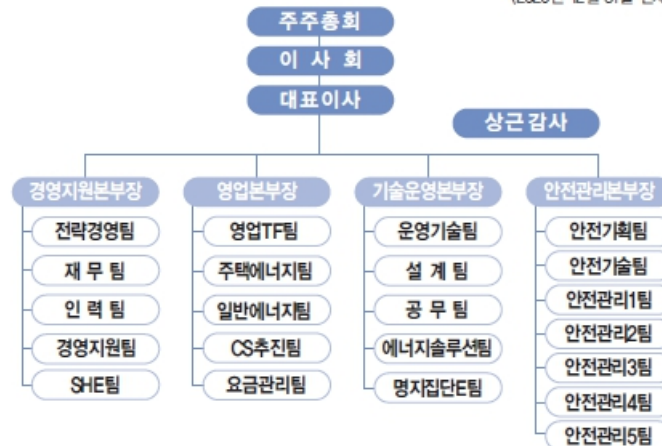 주주총회
이 사 회
대표이사
상근감사
경영지원본부장
전략경영팀
재 무 팀
인 력 팀
경영지원팀
SHE팀
영업본부장
영업TF팀
주택에너지팀
일반에너지팀
CS추진팀
요금관리팀
기술운영본부장
운영기술팀
설 계 팀
공 무 팀
에너지솔루션팀
명지집단E팀
안전관리본부장
안전기획팀
안전기술팀
안전관리1팀
안전관리2팀
안전관리3팀
안전관리4팀
안전관리5팀